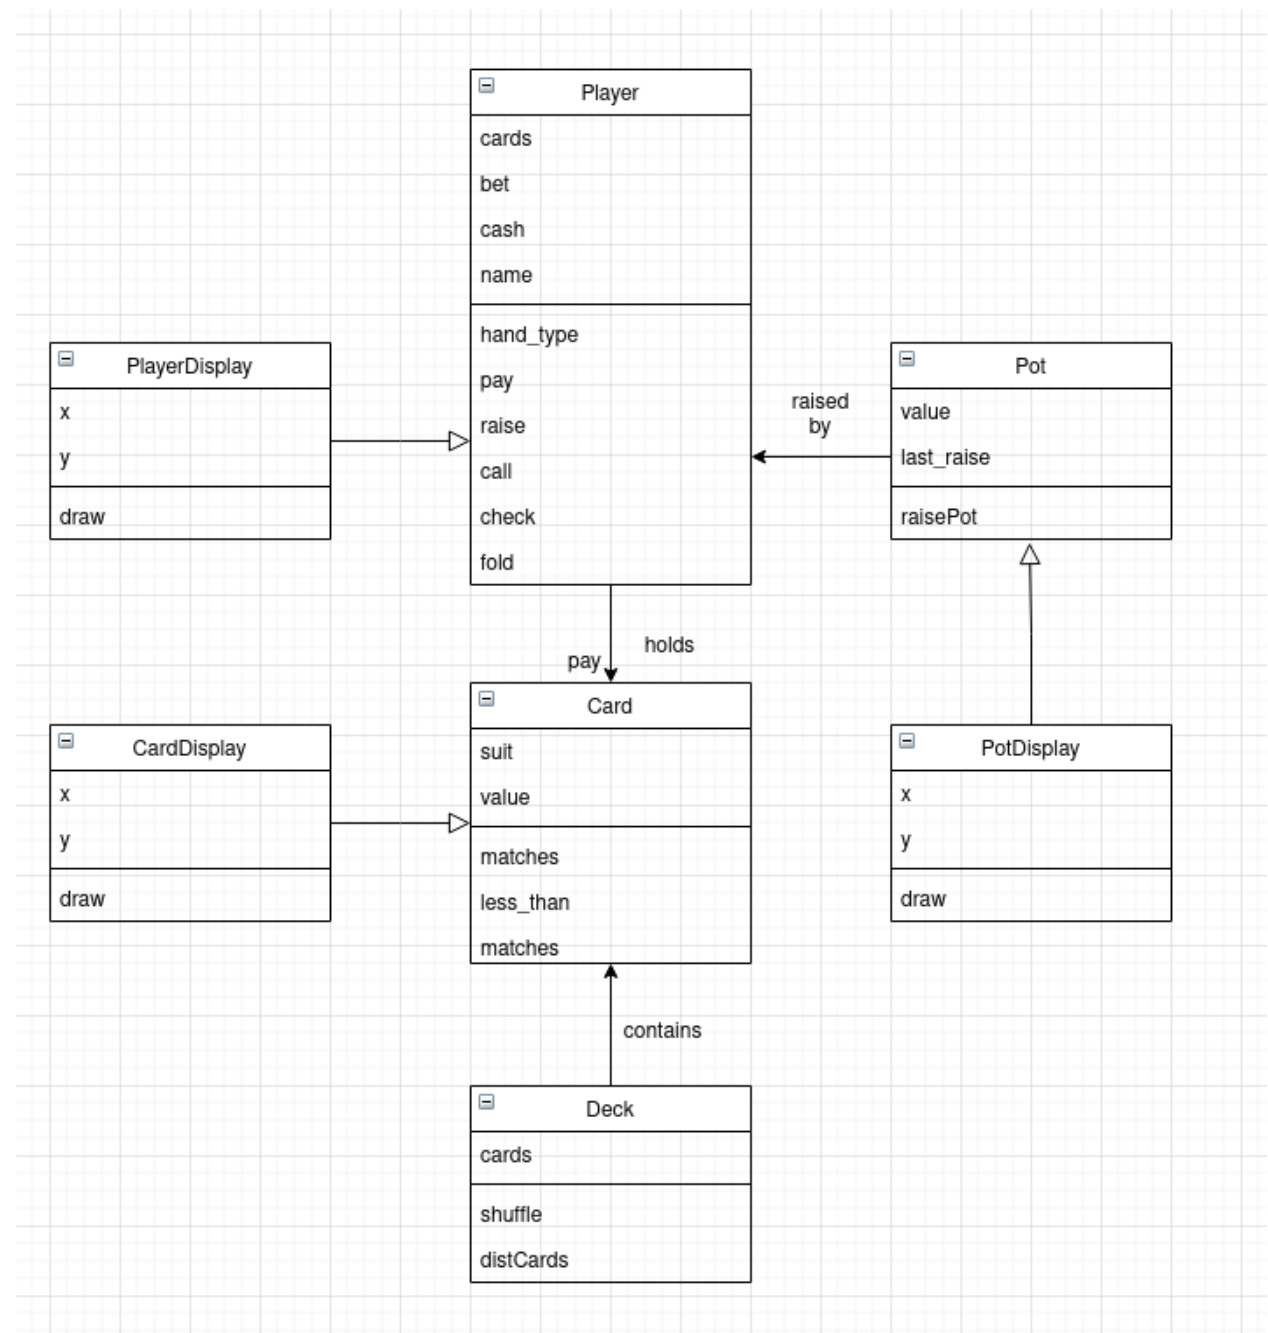 Player
cards
bet
cash
name
hand_type
pay
raise
call
check
fold
PlayerDisplay
x
y
draw
raised
by
Pot
value
last_raise
raisePot
holds
pay
Card
suit
value
matches
less_than
matches
CardDisplay
x
y
draw
PotDisplay
x
y
draw
contains
Deck
cards
shuffle
distCards